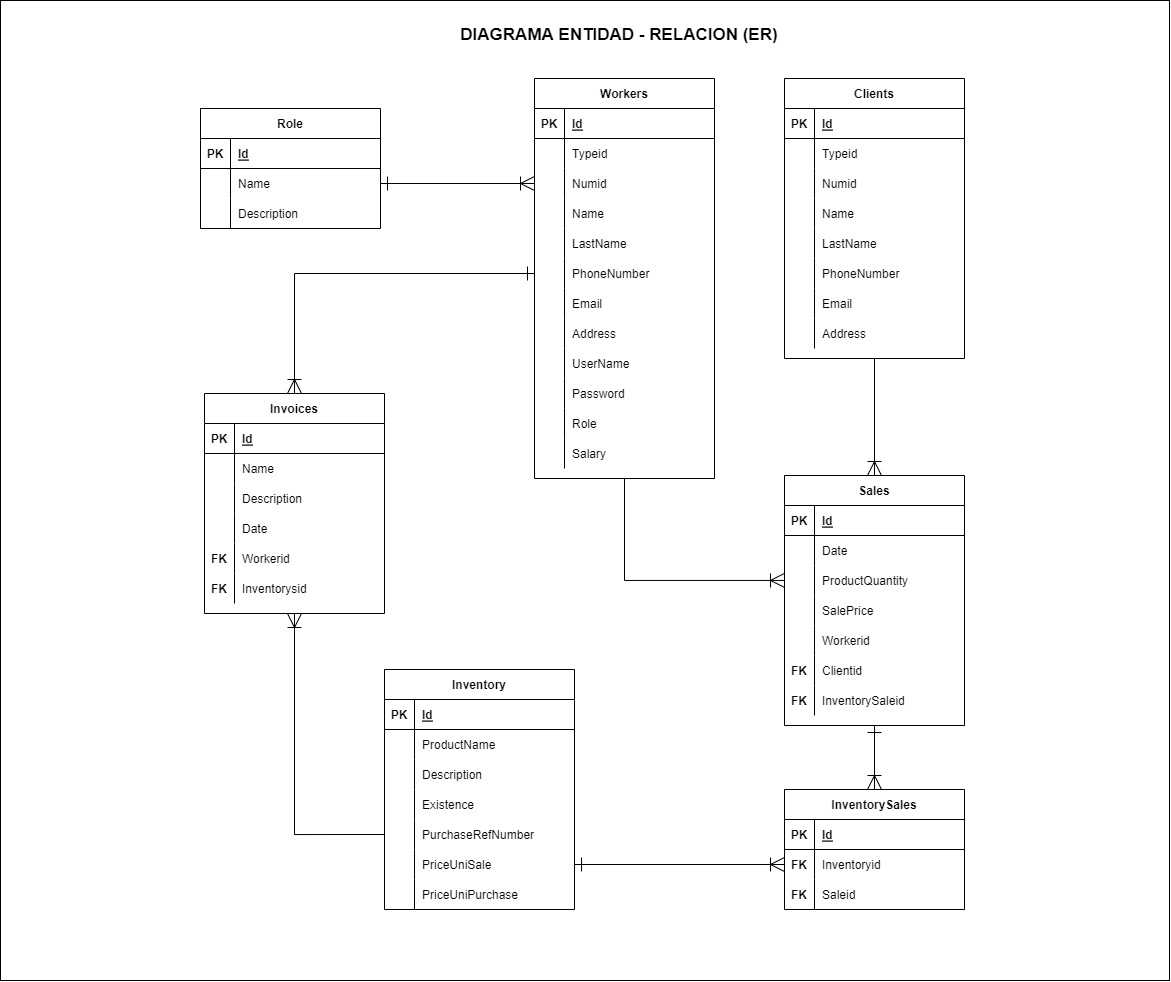 DIAGRAMA ENTIDAD - RELACION (ER)
Role
PK Id
Name
Description
Workers
PK Id
Typeid
Numid
Name
LastName
PhoneNumber
Email
Address
UserName
Password
Role
Salary
Clients
PK Id
Typeid
Numid
Name
LastName
PhoneNumber
Email
Address
Invoices
PK Id
Name
Description
Date
FK Workerid
FK Inventorysid
Sales
PK Id
Date
ProductQuantity
SalePrice
Workerid
FK Clientid
FK InventorySaleid
Inventory
PK Id
ProductName
Description
Existence
PurchaseRefNumber
PriceUniSale
PriceUniPurchase
InventorySales
PK Id
FK Inventoryid
FK Saleid